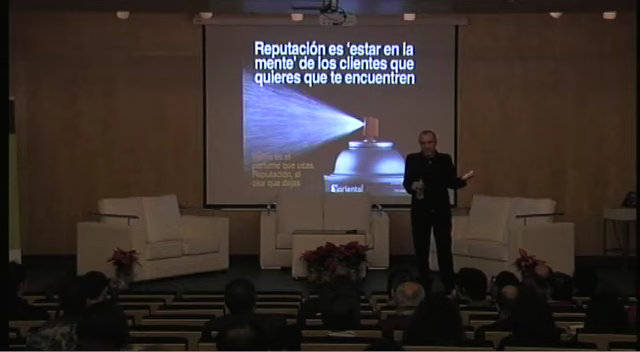 Reputación es 'estar en la
mente' de los clientes que
quieres que te encuentren
es el
perfume que usas.
Reputación, el
olor que dejas
oriental